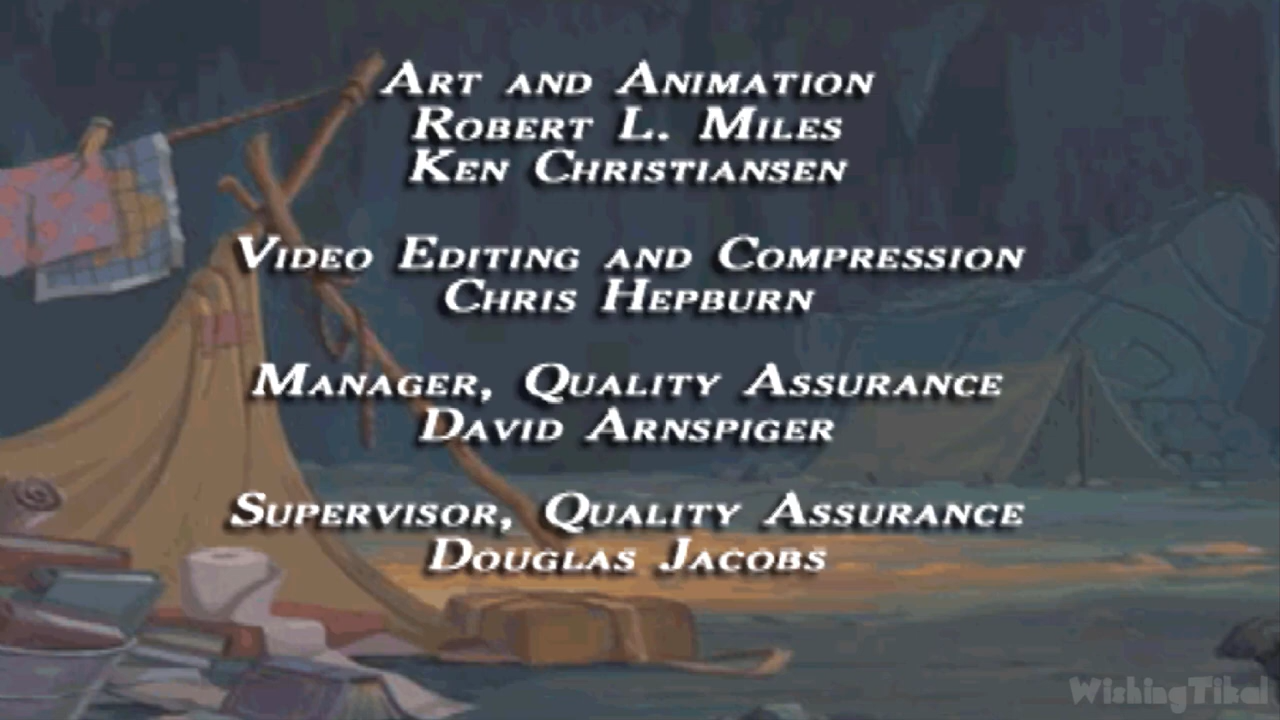 Art and Animation
Robert L. Miles
Ken Christiansen
Video Editing and Compression
Chris Hepburn
Manager, Quality Assurance
David Arnspiger
Supervisor, Quality Assurance
Douglas Jacobs
WishingTikal